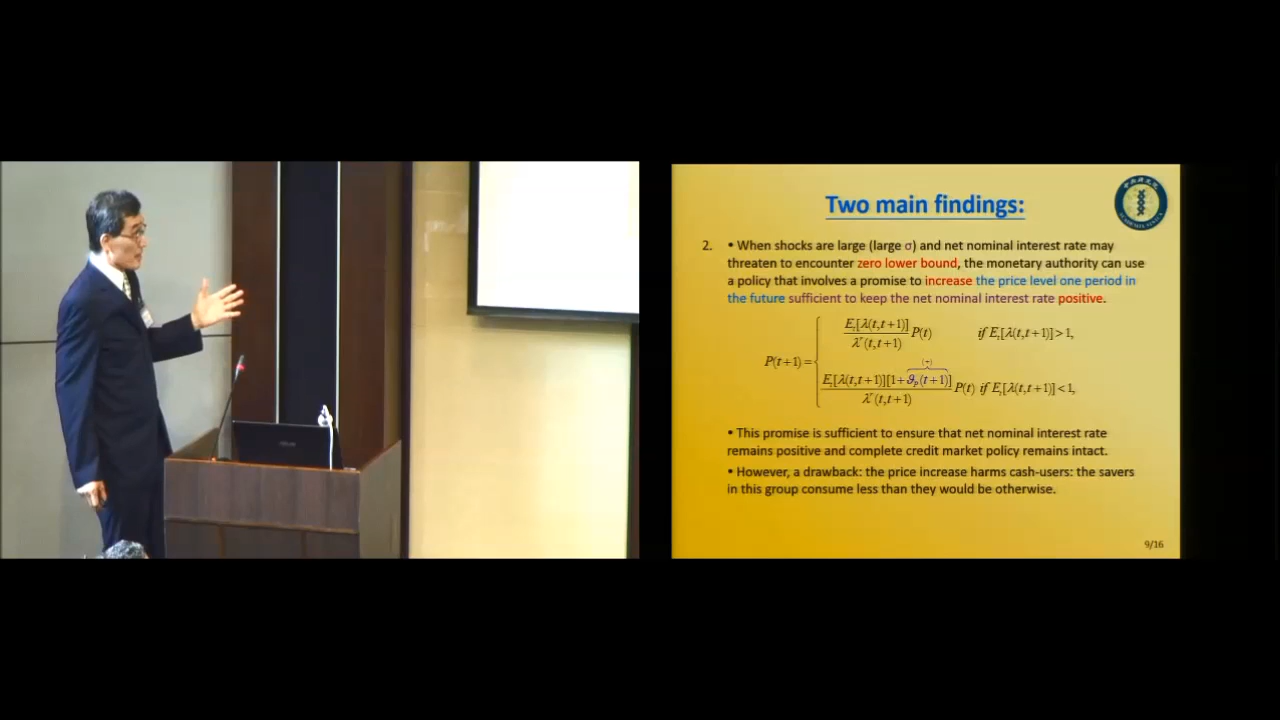 Two main findings:
2. • When shocks are large (large σ) and net nominal interest rate may
threaten to encounter zero lower bound, the monetary authority can use
a policy that involves a promise to increase the price level one period in
the future sufficient to keep the net nominal interest rate positive.
P(t+1) = { E_t[λ(t,t+1)] / λ^r(t,t+1) P(t) if E_t[λ(t,t+1)] > 1,
(+)
E_t[λ(t,t+1)][1+ϑ_p(t+1)] / λ^r(t,t+1) P(t) if E_t[λ(t,t+1)] < 1,
• This promise is sufficient to ensure that net nominal interest rate
remains positive and complete credit market policy remains intact.
• However, a drawback: the price increase harms cash-users: the savers
in this group consume less than they would be otherwise.
9/16